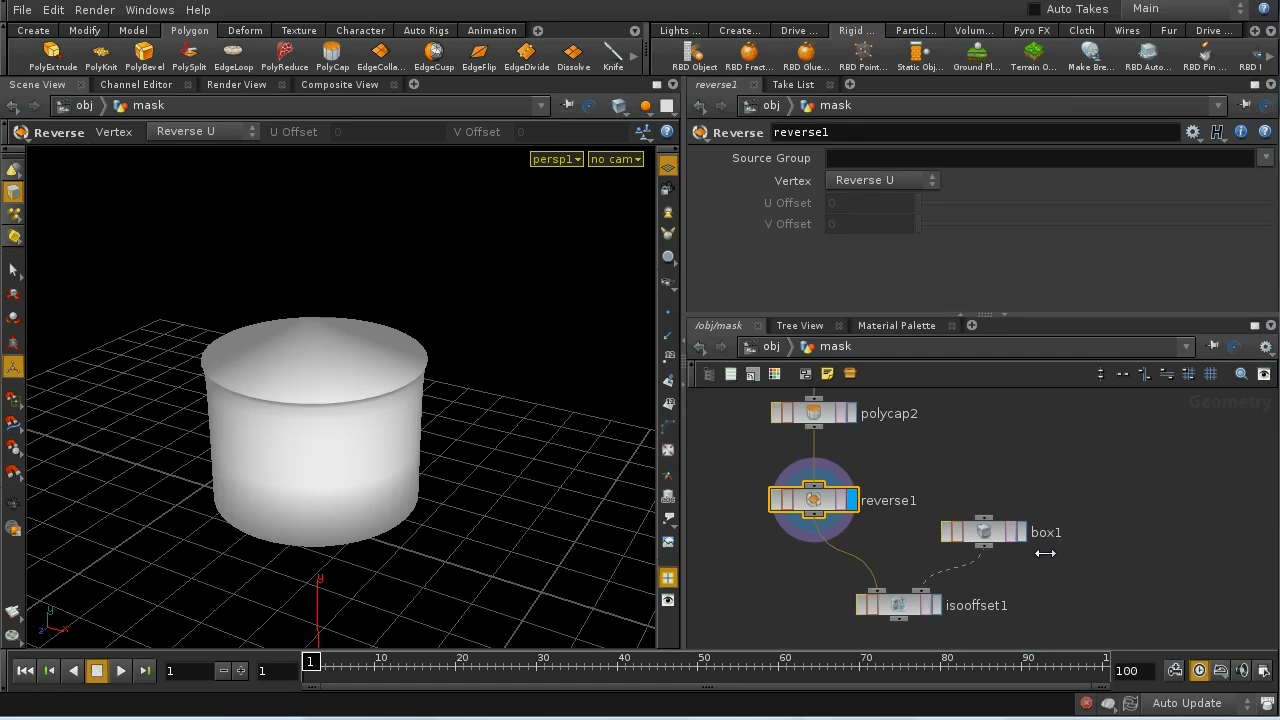 File Edit Render Windows Help Auto Takes Main
Create Modify Model Polygon Deform Texture Character Auto Rigs Animation Lights ... Create... Drive ... Rigid ... Particl... Volum... Pyro FX Cloth Wires Fur Drive ...
PolyExtrude PolyKnit PolyBevel PolySplit EdgeLoop PolyReduce PolyCap EdgeColla... EdgeCusp EdgeFlip EdgeDivide Dissolve Knife RBD Object RBD Fract... RBD Glue... RBD Point... Static Obj... Ground Pl... Terrain O... Make Bre... RBD Auto... RBD Pin ... RBD I
Scene View Channel Editor Render View Composite View reverse1 Take List
obj mask obj mask
Reverse Vertex Reverse U U Offset 0 V Offset 0 Reverse reverse1
persp1 no cam
Source Group
Vertex Reverse U
U Offset 0
V Offset 0
/obj/mask Tree View Material Palette
obj mask
Geometry
polycap2
reverse1
box1
isooffset1
y
y
z x
1 1 1 10 20 30 40 50 60 70 80 90 1 100
Auto Update